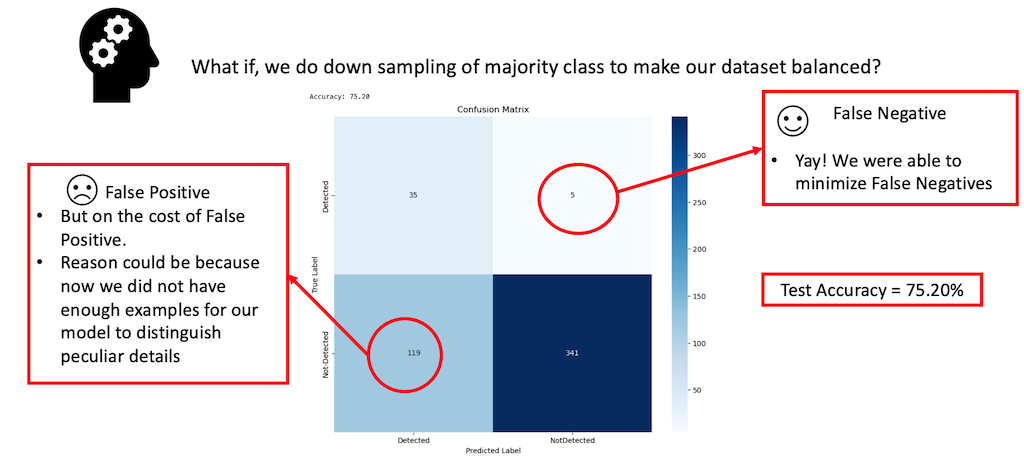 What if, we do down sampling of majority class to make our dataset balanced?
Accuracy: 75.20
Confusion Matrix
False Negative
• Yay! We were able to
minimize False Negatives
False Positive
• But on the cost of False
Positive.
• Reason could be because
now we did not have
enough examples for our
model to distinguish
peculiar details
True Label
Detected
Not-Detected
35
5
119
341
Detected
NotDetected
Predicted Label
300
250
200
150
100
50
Test Accuracy = 75.20%